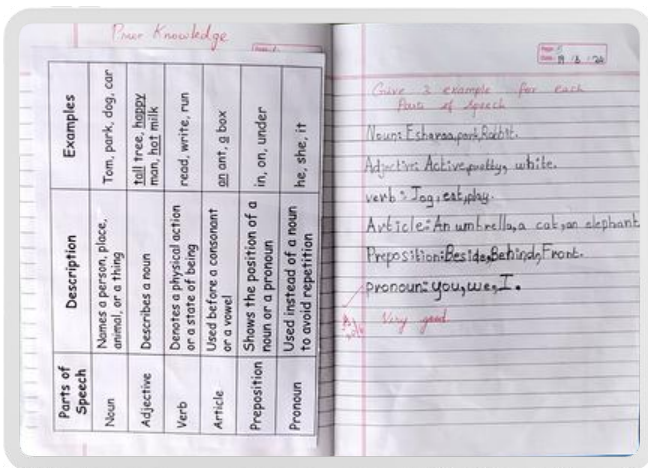 Prior Knowledge
Parts of Speech | Description | Examples
Noun | Names a person, place, animal, or a thing | Tom, park, dog, car
Adjective | Describes a noun | tall tree, happy man, hot milk
Verb | Denotes a physical action or a state of being | read, write, run
Article | Used before a consonant or a vowel | an ant, a box
Preposition | Shows the position of a noun or a pronoun | in, on, under
Pronoun | Used instead of a noun to avoid repetition | he, she, it
Give 3 example for each
Parts of Speech
Noun: Esharaa, park, Rabbit.
Adjective: Active, pretty, white.
verb: Jog, eat, play.
Article: An umbrella, a cat, an elephant
Preposition: Beside, Behind, Front.
pronoun: you, we, I.
Very good